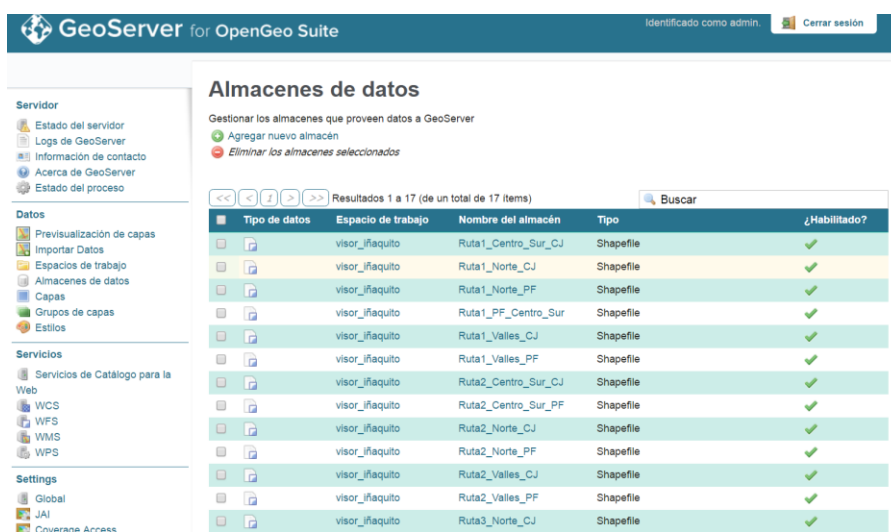 GeoServer for OpenGeo Suite
Identificado como admin.
Cerrar sesión
Servidor
Estado del servidor
Logs de GeoServer
Información de contacto
Acerca de GeoServer
Estado del proceso
Datos
Previsualización de capas
Importar Datos
Espacios de trabajo
Almacenes de datos
Capas
Grupos de capas
Estilos
Servicios
Servicios de Catálogo para la
Web
WCS
WFS
WMS
WPS
Settings
Global
JAI
Coverage Access
Almacenes de datos
Gestionar los almacenes que proveen datos a GeoServer
Agregar nuevo almacén
Eliminar los almacenes seleccionados
<< < 1 > >> Resultados 1 a 17 (de un total de 17 ítems) Buscar
Tipo de datos Espacio de trabajo Nombre del almacén Tipo ¿Habilitado?
visor_iñaquito Ruta1_Centro_Sur_CJ Shapefile
visor_iñaquito Ruta1_Norte_CJ Shapefile
visor_iñaquito Ruta1_Norte_PF Shapefile
visor_iñaquito Ruta1_PF_Centro_Sur Shapefile
visor_iñaquito Ruta1_Valles_CJ Shapefile
visor_iñaquito Ruta1_Valles_PF Shapefile
visor_iñaquito Ruta2_Centro_Sur_CJ Shapefile
visor_iñaquito Ruta2_Centro_Sur_PF Shapefile
visor_iñaquito Ruta2_Norte_CJ Shapefile
visor_iñaquito Ruta2_Norte_PF Shapefile
visor_iñaquito Ruta2_Valles_CJ Shapefile
visor_iñaquito Ruta2_Valles_PF Shapefile
visor_iñaquito Ruta3_Norte_CJ Shapefile